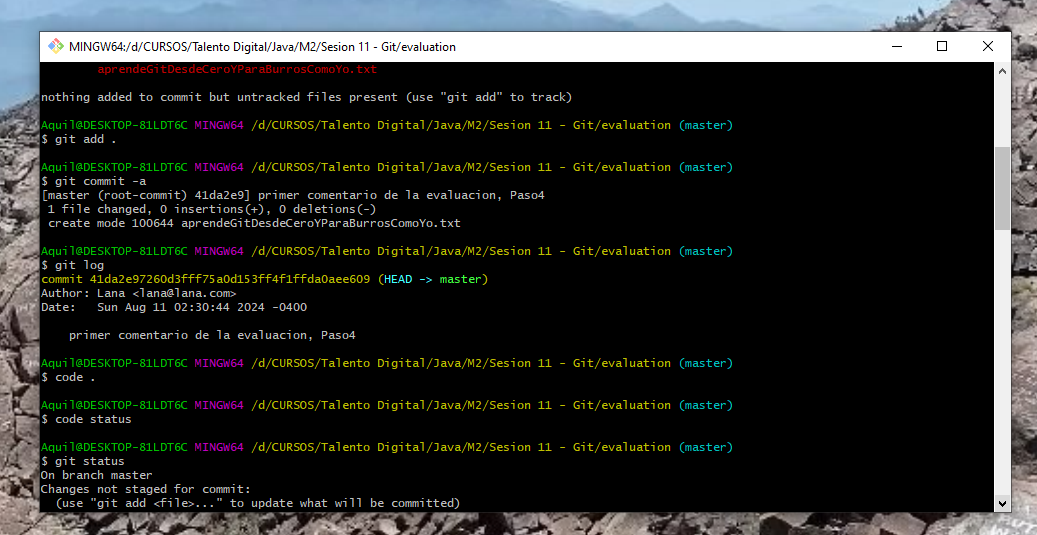 MINGW64:/d/CURSOS/Talento Digital/Java/M2/Sesion 11 - Git/evaluation
aprendeGitDesdeCeroYParaBurrosComoYo.txt
nothing added to commit but untracked files present (use "git add" to track)
Aquil@DESKTOP-81LDT6C MINGW64 /d/CURSOS/Talento Digital/Java/M2/Sesion 11 - Git/evaluation (master)
$ git add .
Aquil@DESKTOP-81LDT6C MINGW64 /d/CURSOS/Talento Digital/Java/M2/Sesion 11 - Git/evaluation (master)
$ git commit -a
[master (root-commit) 41da2e9] primer comentario de la evaluacion, Paso4
1 file changed, 0 insertions(+), 0 deletions(-)
create mode 100644 aprendeGitDesdeCeroYParaBurrosComoYo.txt
Aquil@DESKTOP-81LDT6C MINGW64 /d/CURSOS/Talento Digital/Java/M2/Sesion 11 - Git/evaluation (master)
$ git log
commit 41da2e97260d3fff75a0d153ff4f1ffda0aee609 (HEAD -> master)
Author: Lana <lana@lana.com>
Date:   Sun Aug 11 02:30:44 2024 -0400
primer comentario de la evaluacion, Paso4
Aquil@DESKTOP-81LDT6C MINGW64 /d/CURSOS/Talento Digital/Java/M2/Sesion 11 - Git/evaluation (master)
$ code .
Aquil@DESKTOP-81LDT6C MINGW64 /d/CURSOS/Talento Digital/Java/M2/Sesion 11 - Git/evaluation (master)
$ code status
Aquil@DESKTOP-81LDT6C MINGW64 /d/CURSOS/Talento Digital/Java/M2/Sesion 11 - Git/evaluation (master)
$ git status
On branch master
Changes not staged for commit:
(use "git add <file>..." to update what will be committed)